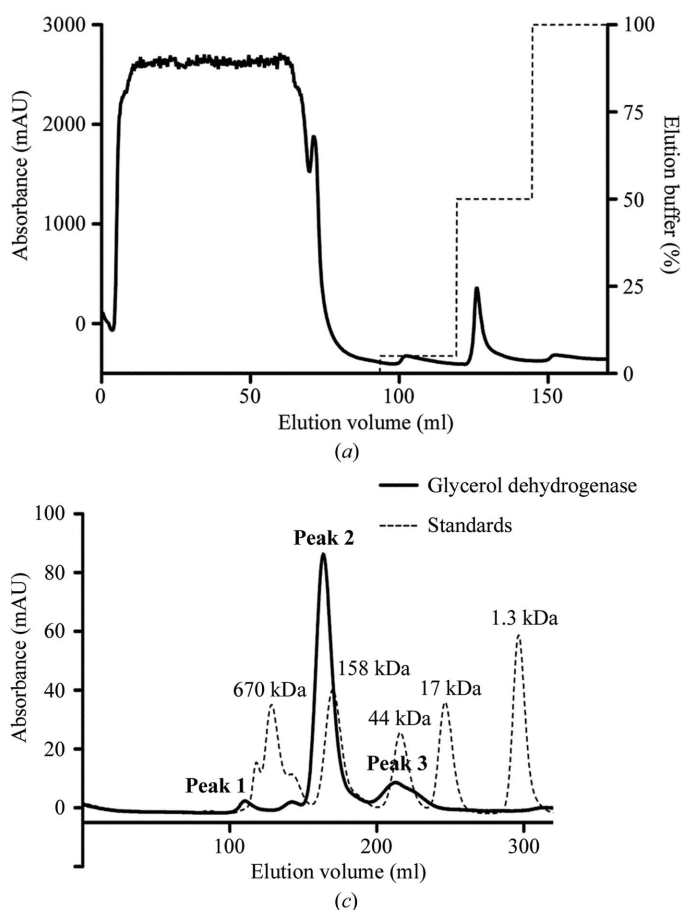 3000
2000
1000
0
Absorbance (mAU)
100
75
50
25
0
Elution buffer (%)
0
50
100
150
Elution volume (ml)
(a)
Glycerol dehydrogenase
Standards
100
80
60
40
20
0
Absorbance (mAU)
Peak 1
670 kDa
Peak 2
158 kDa
44 kDa
Peak 3
17 kDa
1.3 kDa
100
200
300
Elution volume (ml)
(c)